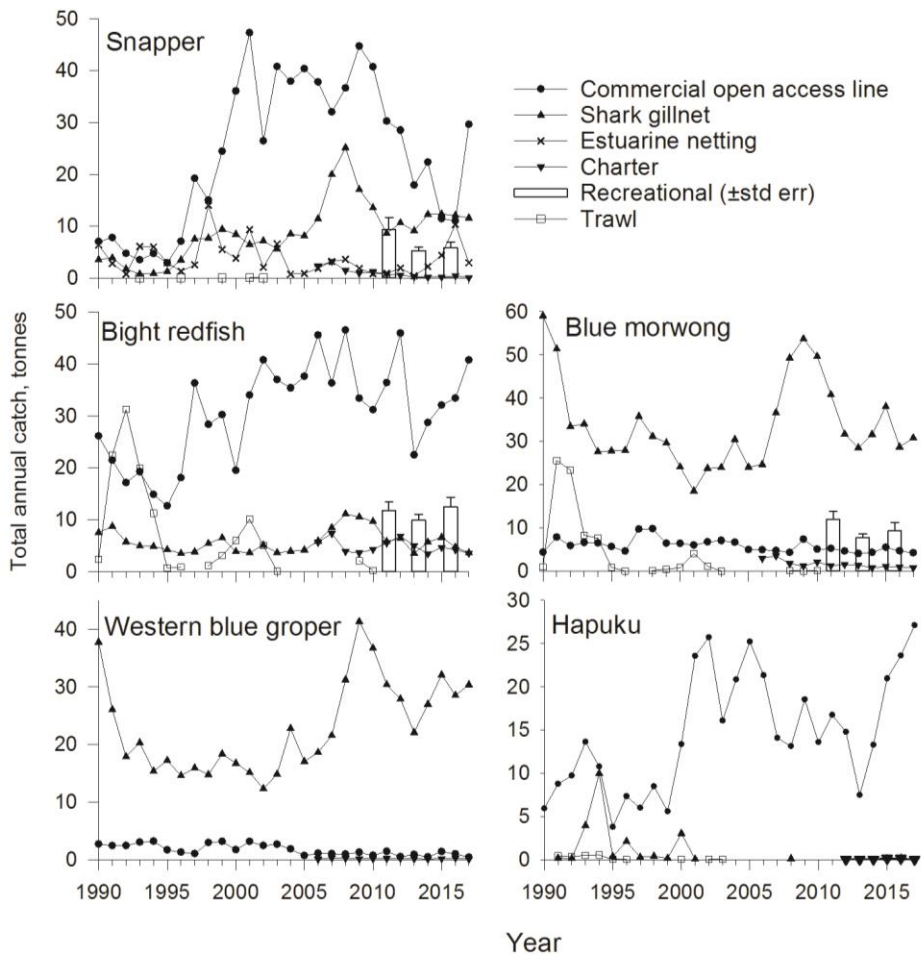 Snapper
50
40
30
20
10
0
Commercial open access line
Shark gillnet
Estuarine netting
Charter
Recreational (±std err)
Trawl
Total annual catch, tonnes
Bight redfish
50
40
30
20
10
0
Blue morwong
60
50
40
30
20
10
0
Western blue groper
40
30
20
10
0
1990 1995 2000 2005 2010 2015
Hapuku
30
25
20
15
10
5
0
1990 1995 2000 2005 2010 2015
Year